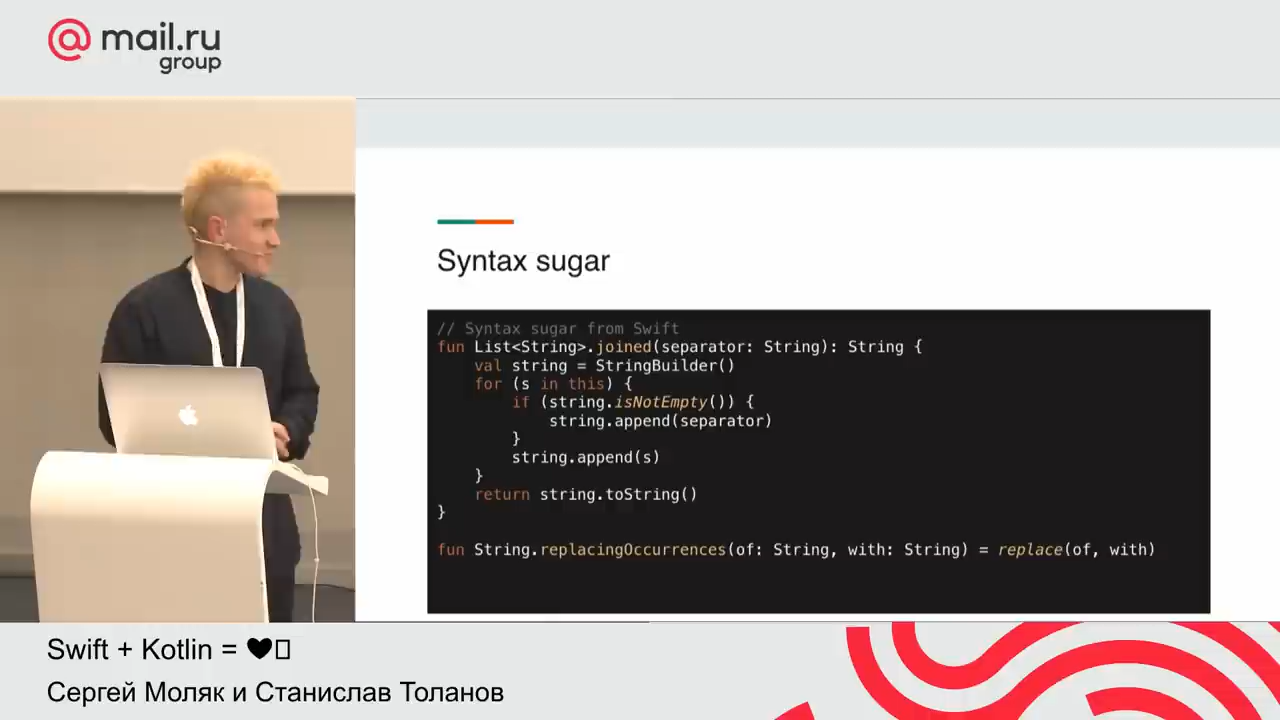 @ mail.ru
group
Syntax sugar
// Syntax sugar from Swift
fun List<String>.joined(separator: String): String {
    val string = StringBuilder()
    for (s in this) {
        if (string.isNotEmpty()) {
            string.append(separator)
        }
        string.append(s)
    }
    return string.toString()
}
fun String.replacingOccurrences(of: String, with: String) = replace(of, with)
Swift + Kotlin = 🖤▯
Сергей Моляк и Станислав Толанов